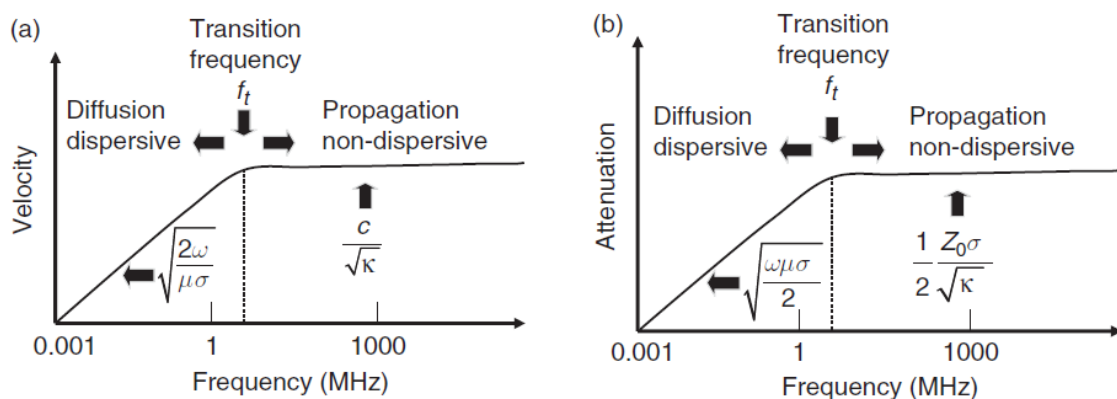 (a)
Transition
frequency
f_t
Diffusion
dispersive
Propagation
non-dispersive
Velocity
√(2ω/μσ)
c/√κ
0.001
1
1000
Frequency (MHz)
(b)
Transition
frequency
f_t
Diffusion
dispersive
Propagation
non-dispersive
Attenuation
√(ωμσ/2)
1/2 Z₀σ/√κ
0.001
1
1000
Frequency (MHz)